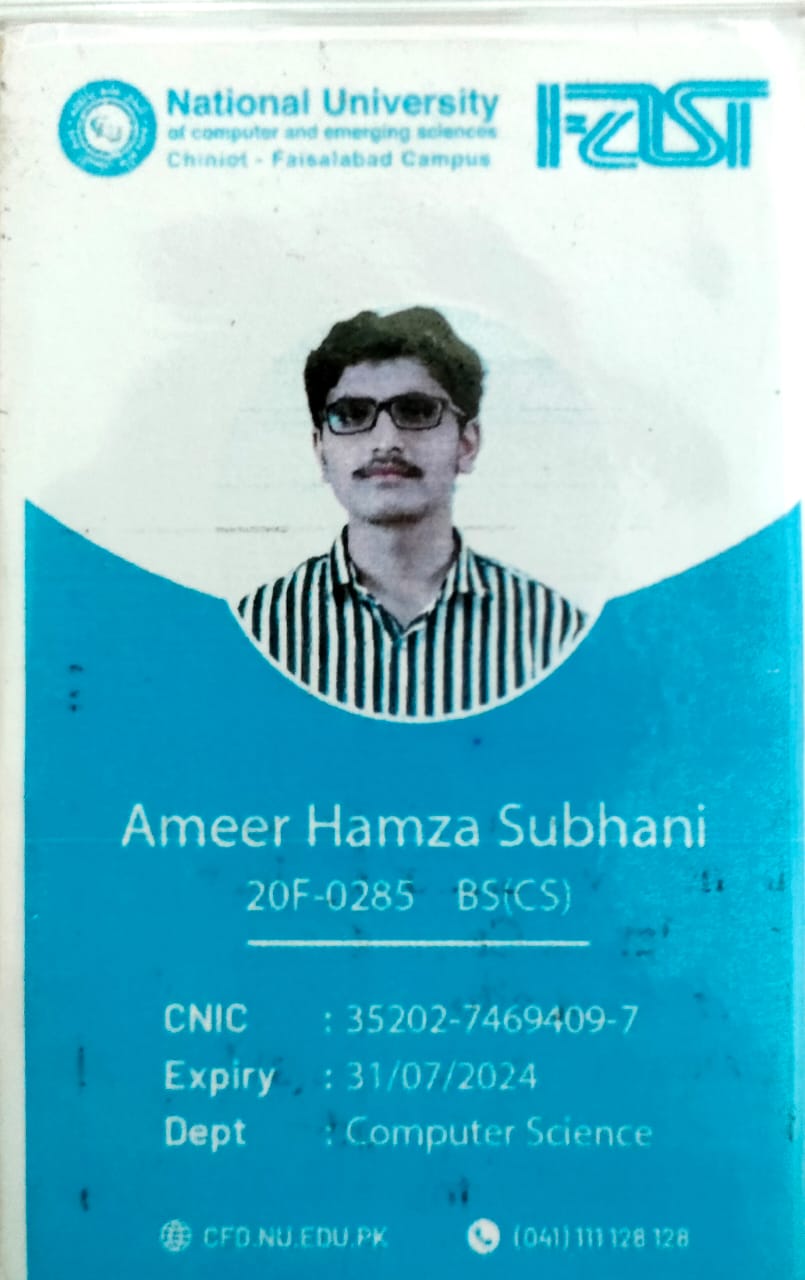 National University
of computer and emerging sciences
Chiniot - Faisalabad Campus
FAST
Ameer Hamza Subhani
20F-0285 BS(CS)
CNIC : 35202-7469409-7
Expiry : 31/07/2024
Dept : Computer Science
CFD.NU.EDU.PK (041) 111 128 128